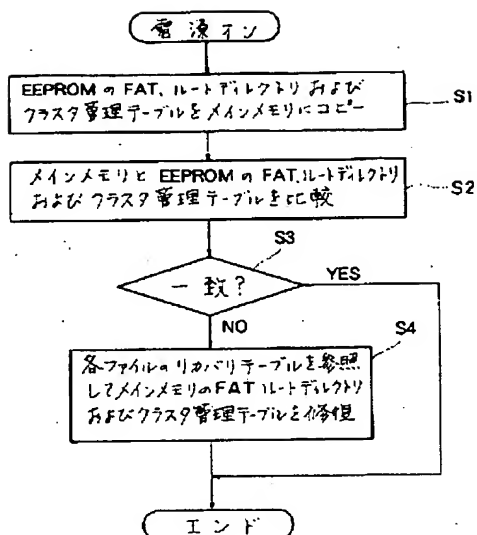 電源オン
EEPROMのFAT、ルートディレクトリおよび
クラスタ管理テーブルをメインメモリにコピー
S1
メインメモリとEEPROMのFAT、ルートディレクトリ
およびクラスタ管理テーブルを比較
S2
S3
一致?
YES
NO
S4
各ファイルのリカバリテーブルを参照
してメインメモリのFATルートディレクトリ
およびクラスタ管理テーブルを修復
エンド